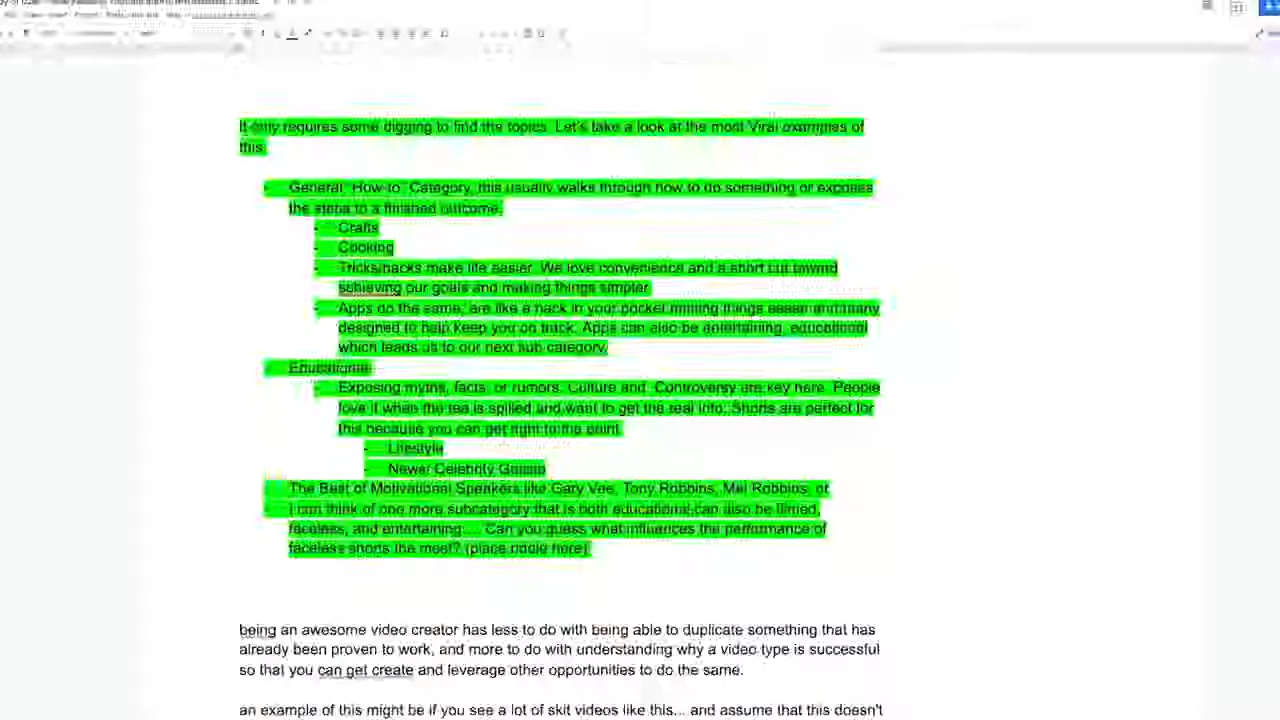 It only requires some digging to find the topics. Let's take a look at the most Viral examples of
this.
General "How-to" Category, this usually walks through how to do something or exposes
the steps to a finished outcome.
- Crafts
- Cooking
- Tricks/hacks make life easier. We love convenience and a short cut toward
achieving our goals and making things simpler.
- Apps do the same, are like a hack in your pocket making things easier and many
designed to help keep you on track. Apps can also be entertaining, educational
which leads us to our next sub category.
- Educational
- Exposing myths, facts, or rumors. Culture and Controversy are key here. People
love it when the tea is spilled and want to get the real info. Shorts are perfect for
this because you can get right to the point.
- Lifestyle
- Newer Celebrity Gossip
- The Best of Motivational Speakers like Gary Vee, Tony Robbins, Mel Robbins, or
- I can think of one more subcategory that is both educational,can also be filmed,
faceless, and entertaining.... Can you guess what influences the performance of
faceless shorts the most? (place here)
being an awesome video creator has less to do with being able to duplicate something that has
already been proven to work, and more to do with understanding why a video type is successful
so that you can get create and leverage other opportunities to do the same.
an example of this might be if you see a lot of skit videos like this... and assume that this doesn't